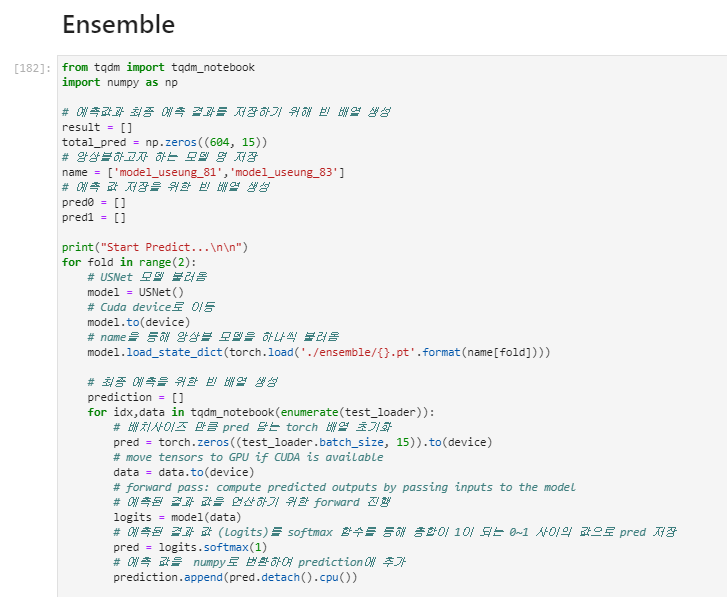 Ensemble
[182]:
from tqdm import tqdm_notebook
import numpy as np
# 예측값과 최종 예측 결과를 저장하기 위해 빈 배열 생성
result = []
total_pred = np.zeros((604, 15))
# 앙상블하고자 하는 모델 명 저장
name = ['model_useung_81','model_useung_83']
# 예측 값 저장을 위한 빈 배열 생성
pred0 = []
pred1 = []
print("Start Predict...\n\n")
for fold in range(2):
# USNet 모델 불러옴
model = USNet()
# Cuda device로 이동
model.to(device)
# name을 통해 앙상블 모델을 하나씩 불러옴
model.load_state_dict(torch.load('./ensemble/{}.pt'.format(name[fold])))
# 최종 예측을 위한 빈 배열 생성
prediction = []
for idx,data in tqdm_notebook(enumerate(test_loader)):
# 배치사이즈 만큼 pred 담는 torch 배열 초기화
pred = torch.zeros((test_loader.batch_size, 15)).to(device)
# move tensors to GPU if CUDA is available
data = data.to(device)
# forward pass: compute predicted outputs by passing inputs to the model
# 예측된 결과 값을 연산하기 위한 forward 진행
logits = model(data)
# 예측된 결과 값 (Logits)를 softmax 함수를 통해 총합이 1이 되는 0~1 사이의 값으로 pred 저장
pred = logits.softmax(1)
# 예측 값을  numpy로 변환하여 prediction에 추가
prediction.append(pred.detach().cpu())